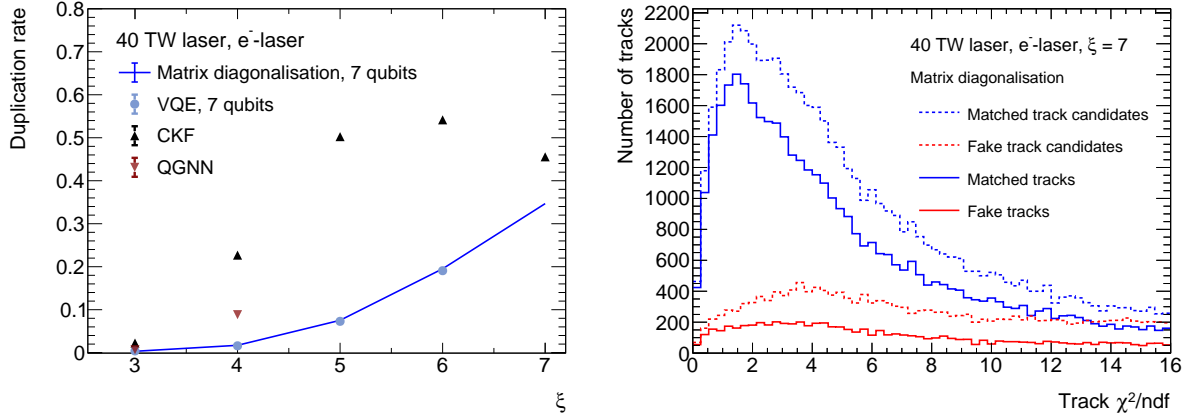 Duplication rate
0.8
0.7
0.6
0.5
0.4
0.3
0.2
0.1
0
3
4
5
6
7
ξ
40 TW laser, e⁻-laser
Matrix diagonalisation, 7 qubits
VQE, 7 qubits
CKF
QGNN
Number of tracks
2200
2000
1800
1600
1400
1200
1000
800
600
400
200
0
0
2
4
6
8
10
12
14
16
Track χ²/ndf
40 TW laser, e⁻-laser, ξ = 7
Matrix diagonalisation
Matched track candidates
Fake track candidates
Matched tracks
Fake tracks